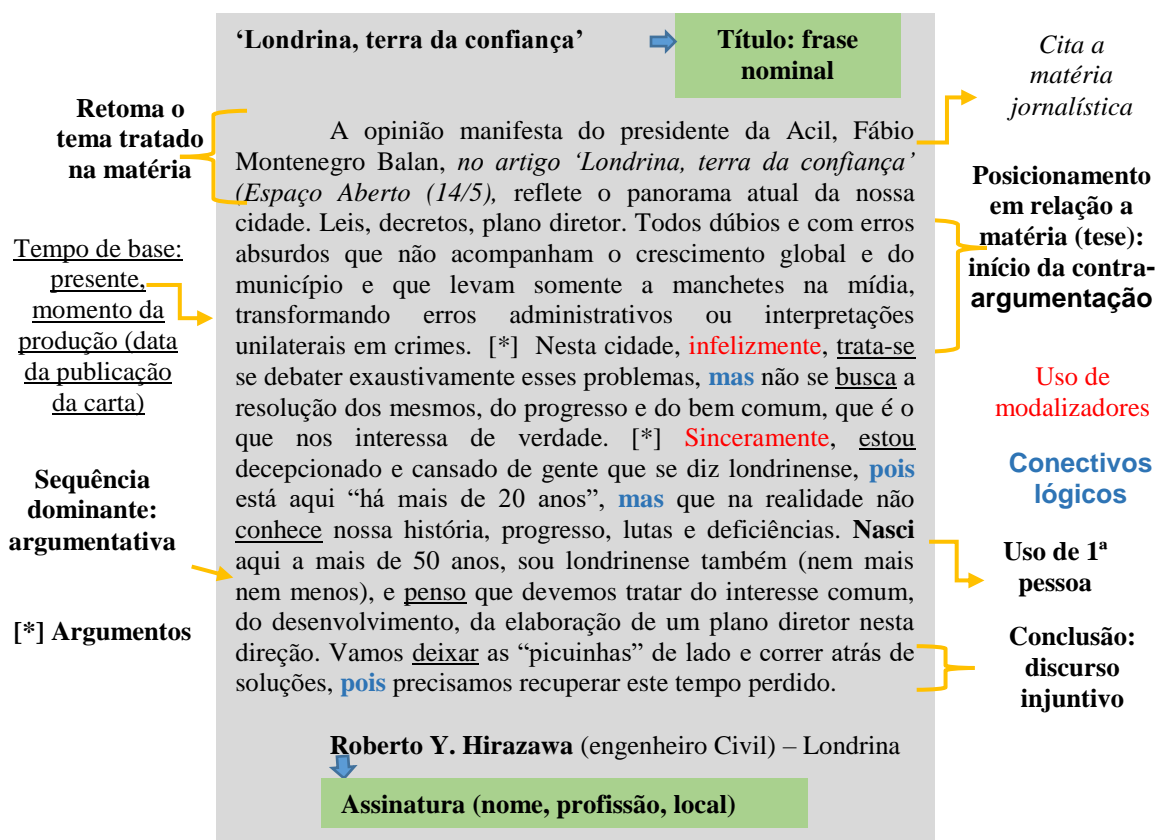 ‘Londrina, terra da confiança’
Título: frase
nominal
Cita a
matéria
jornalística
Retoma o
tema tratado
na matéria
A opinião manifesta do presidente da Acil, Fábio
Montenegro Balan, no artigo ‘Londrina, terra da confiança’
(Espaço Aberto (14/5), reflete o panorama atual da nossa
cidade. Leis, decretos, plano diretor. Todos dúbios e com erros
absurdos que não acompanham o crescimento global e do
município e que levam somente a manchetes na mídia,
transformando erros administrativos ou interpretações
unilaterais em crimes. [*] Nesta cidade, infelizmente, trata-se
se debater exaustivamente esses problemas, mas não se busca a
resolução dos mesmos, do progresso e do bem comum, que é o
que nos interessa de verdade. [*] Sinceramente, estou
decepcionado e cansado de gente que se diz londrinense, pois
está aqui “há mais de 20 anos”, mas que na realidade não
conhece nossa história, progresso, lutas e deficiências. Nasci
aqui a mais de 50 anos, sou londrinense também (nem mais
nem menos), e penso que devemos tratar do interesse comum,
do desenvolvimento, da elaboração de um plano diretor nesta
direção. Vamos deixar as “picuinhas” de lado e correr atrás de
soluções, pois precisamos recuperar este tempo perdido.
Roberto Y. Hirazawa (engenheiro Civil) – Londrina
Assinatura (nome, profissão, local)
Tempo de base:
presente,
momento da
produção (data
da publicação
da carta)
Sequência
dominante:
argumentativa
[*] Argumentos
Posicionamento
em relação a
matéria (tese):
início da contra-
argumentação
Uso de
modalizadores
Conectivos
lógicos
Uso de 1ª
pessoa
Conclusão:
discurso
injuntivo